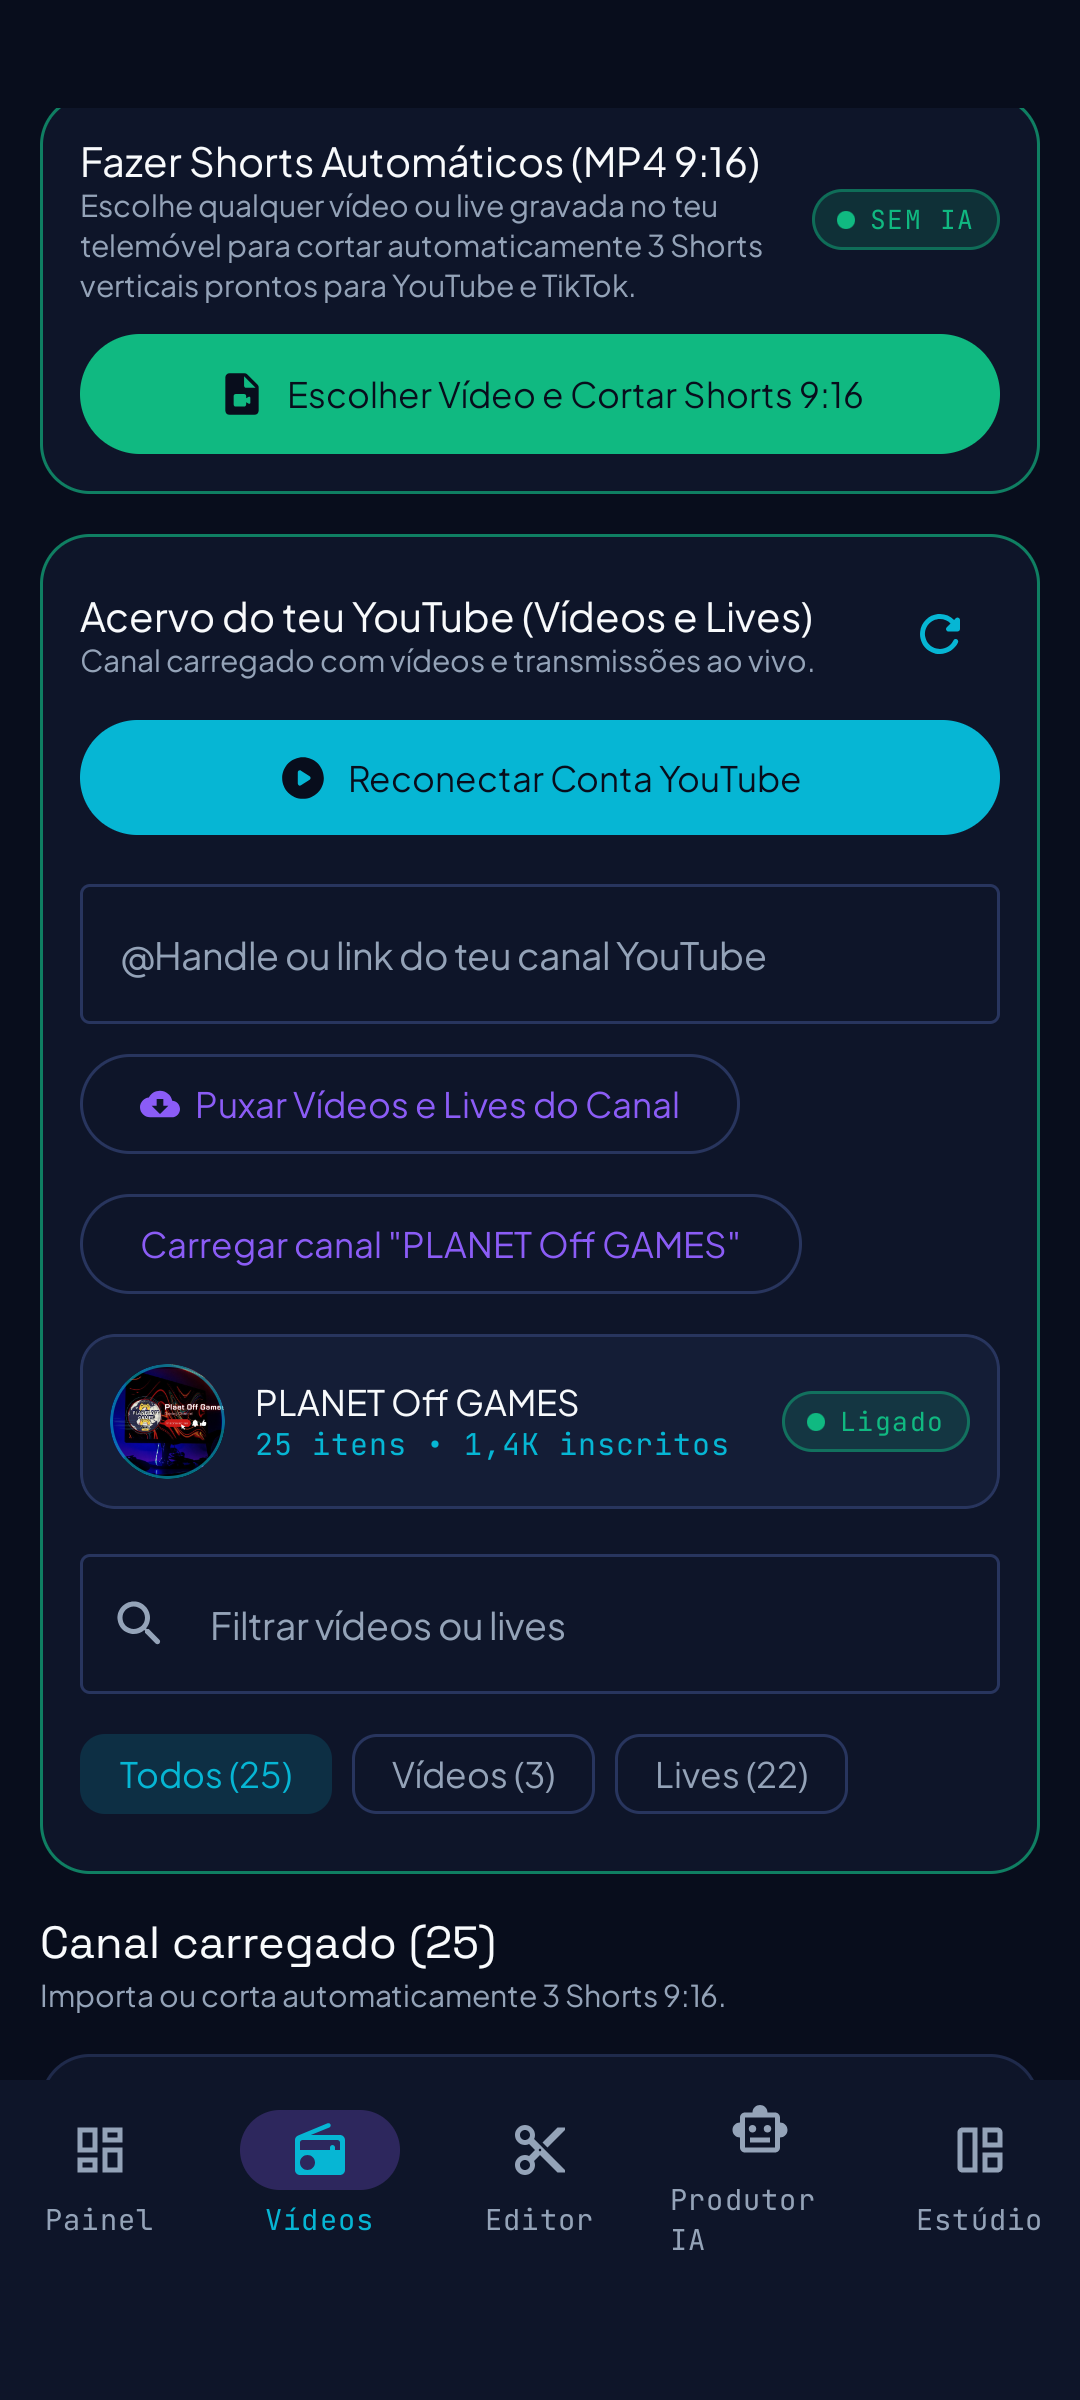 Fazer Shorts Automáticos (MP4 9:16)
Escolhe qualquer vídeo ou live gravada no teu
telemóvel para cortar automaticamente 3 Shorts
verticais prontos para YouTube e TikTok.
SEM IA
Escolher Vídeo e Cortar Shorts 9:16
Acervo do teu YouTube (Vídeos e Lives)
Canal carregado com vídeos e transmissões ao vivo.
Reconectar Conta YouTube
@Handle ou link do teu canal YouTube
Puxar Vídeos e Lives do Canal
Carregar canal "PLANET Off GAMES"
PLANET Off GAMES
25 itens • 1,4K inscritos
Ligado
Filtrar vídeos ou lives
Todos (25)
Vídeos (3)
Lives (22)
Canal carregado (25)
Importa ou corta automaticamente 3 Shorts 9:16.
Painel
Vídeos
Editor
Produtor
IA
Estúdio